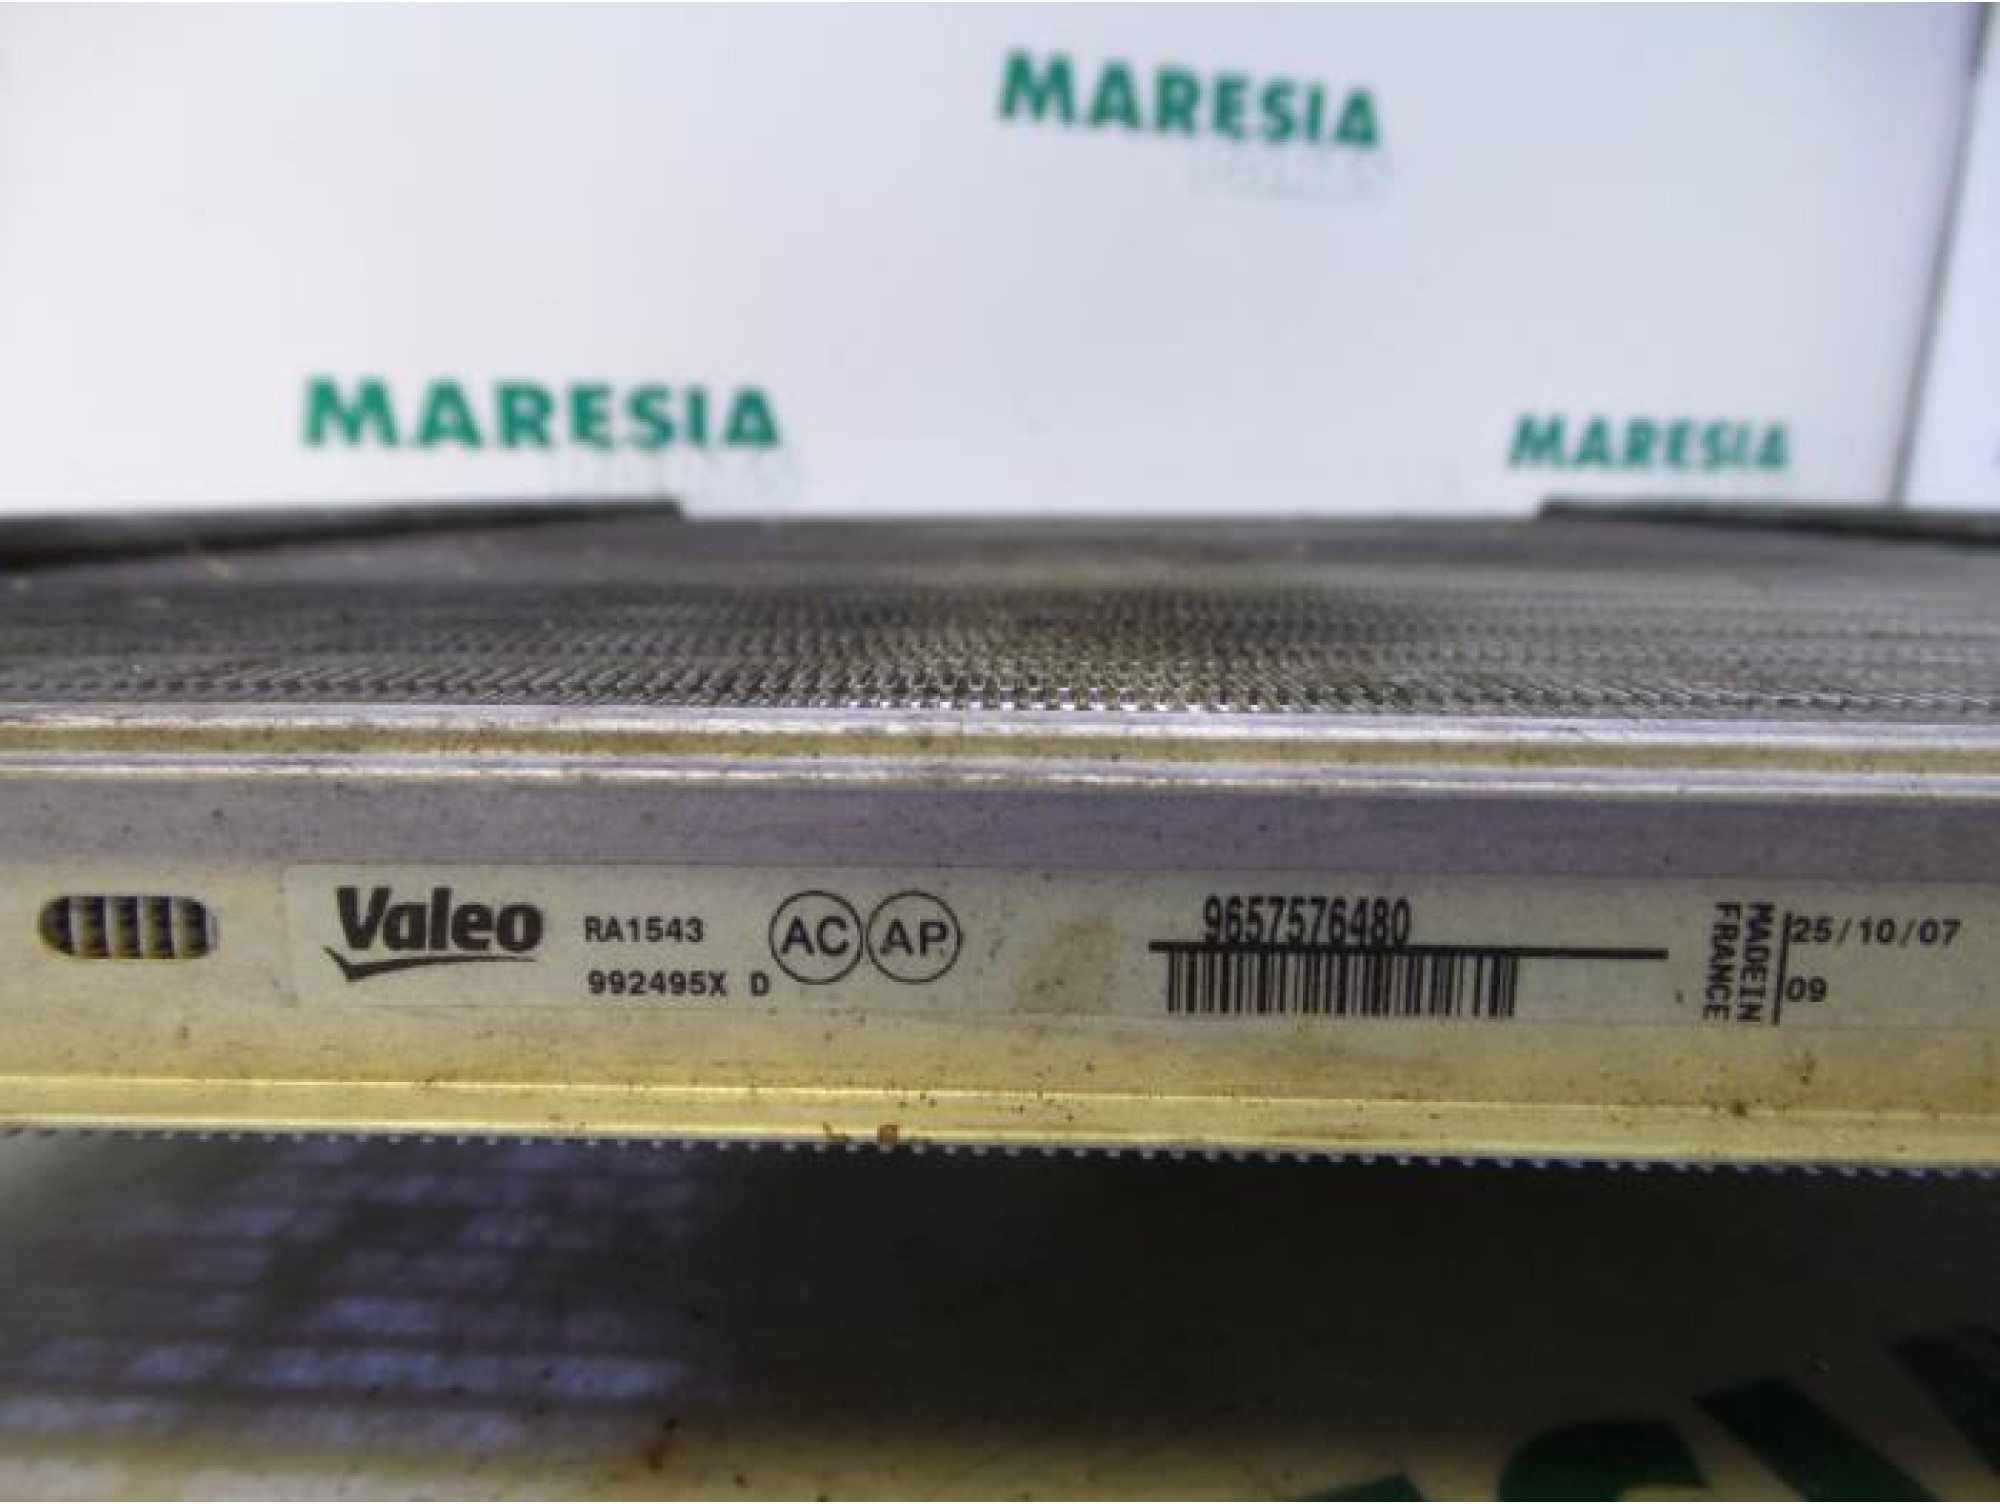 MARESIA
MARESIA
MARESIA
Valeo
RA1543
992495X D
AC AP
9657576480
MADE IN
FRANCE
25/10/07
09